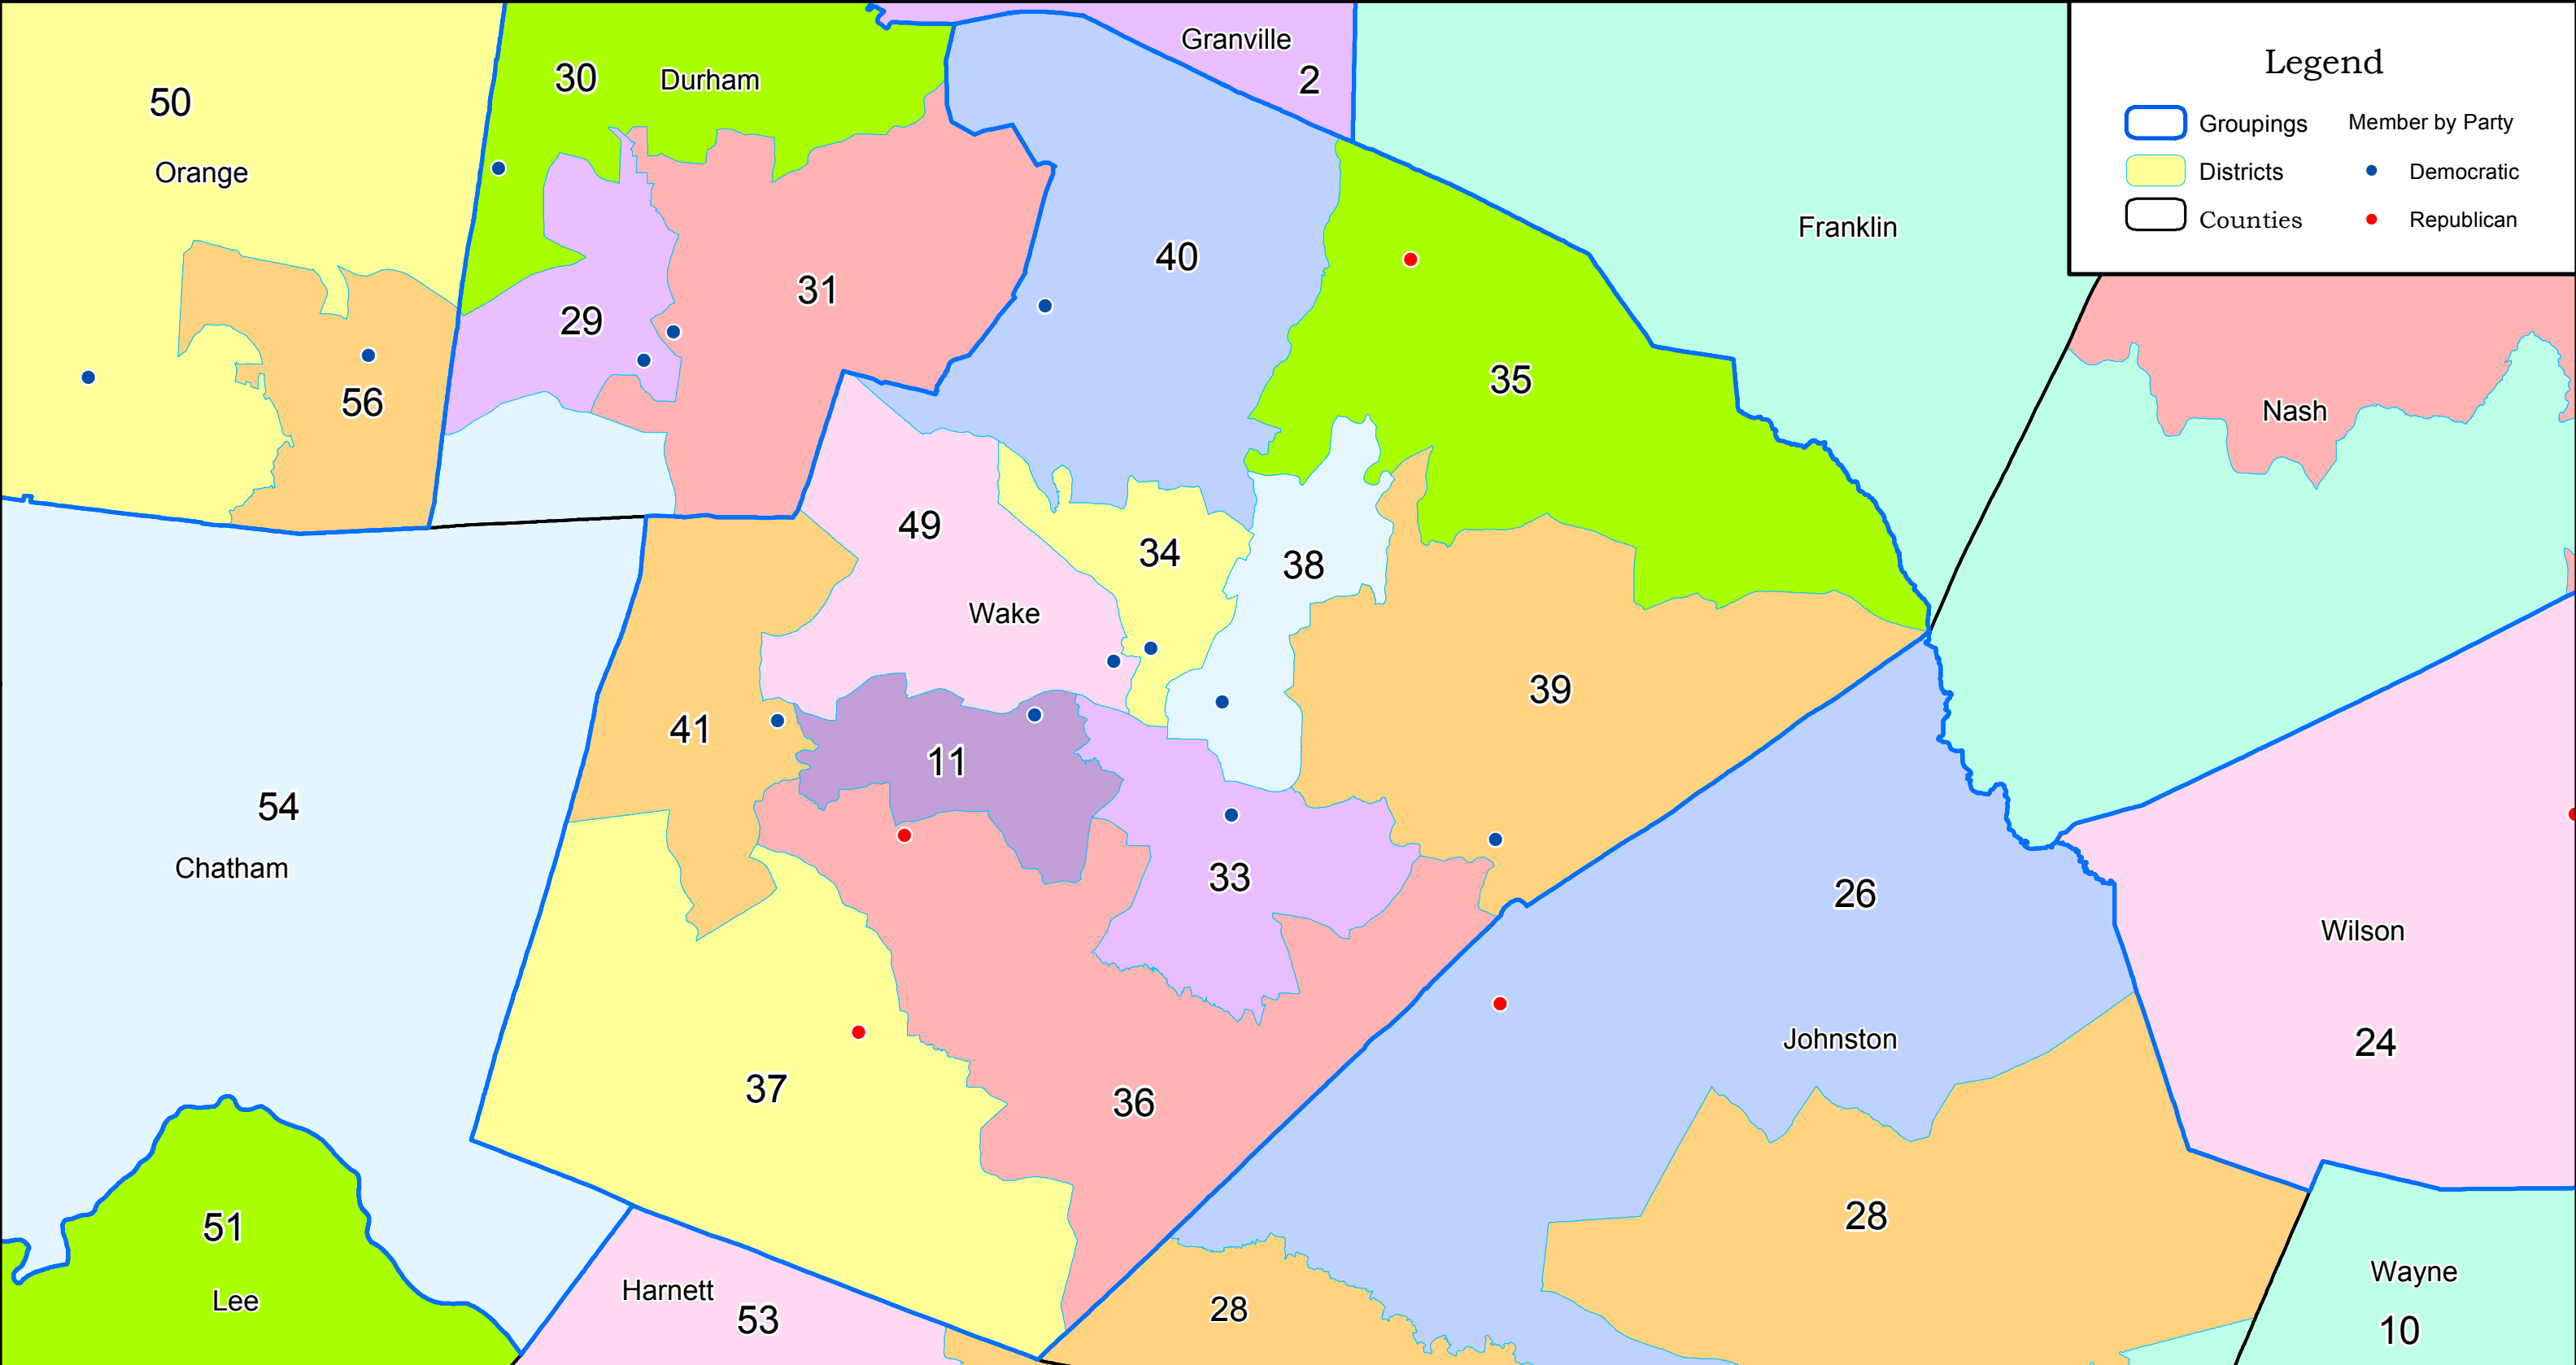 Granville
2
30
Durham
50
Orange
Legend
Groupings
Member by Party
Districts
Democratic
Counties
Republican
Franklin
40
31
29
35
56
Nash
49
34
38
Wake
39
41
11
54
Chatham
33
26
Wilson
Johnston
24
37
36
51
Lee
28
Harnett
53
28
Wayne
10